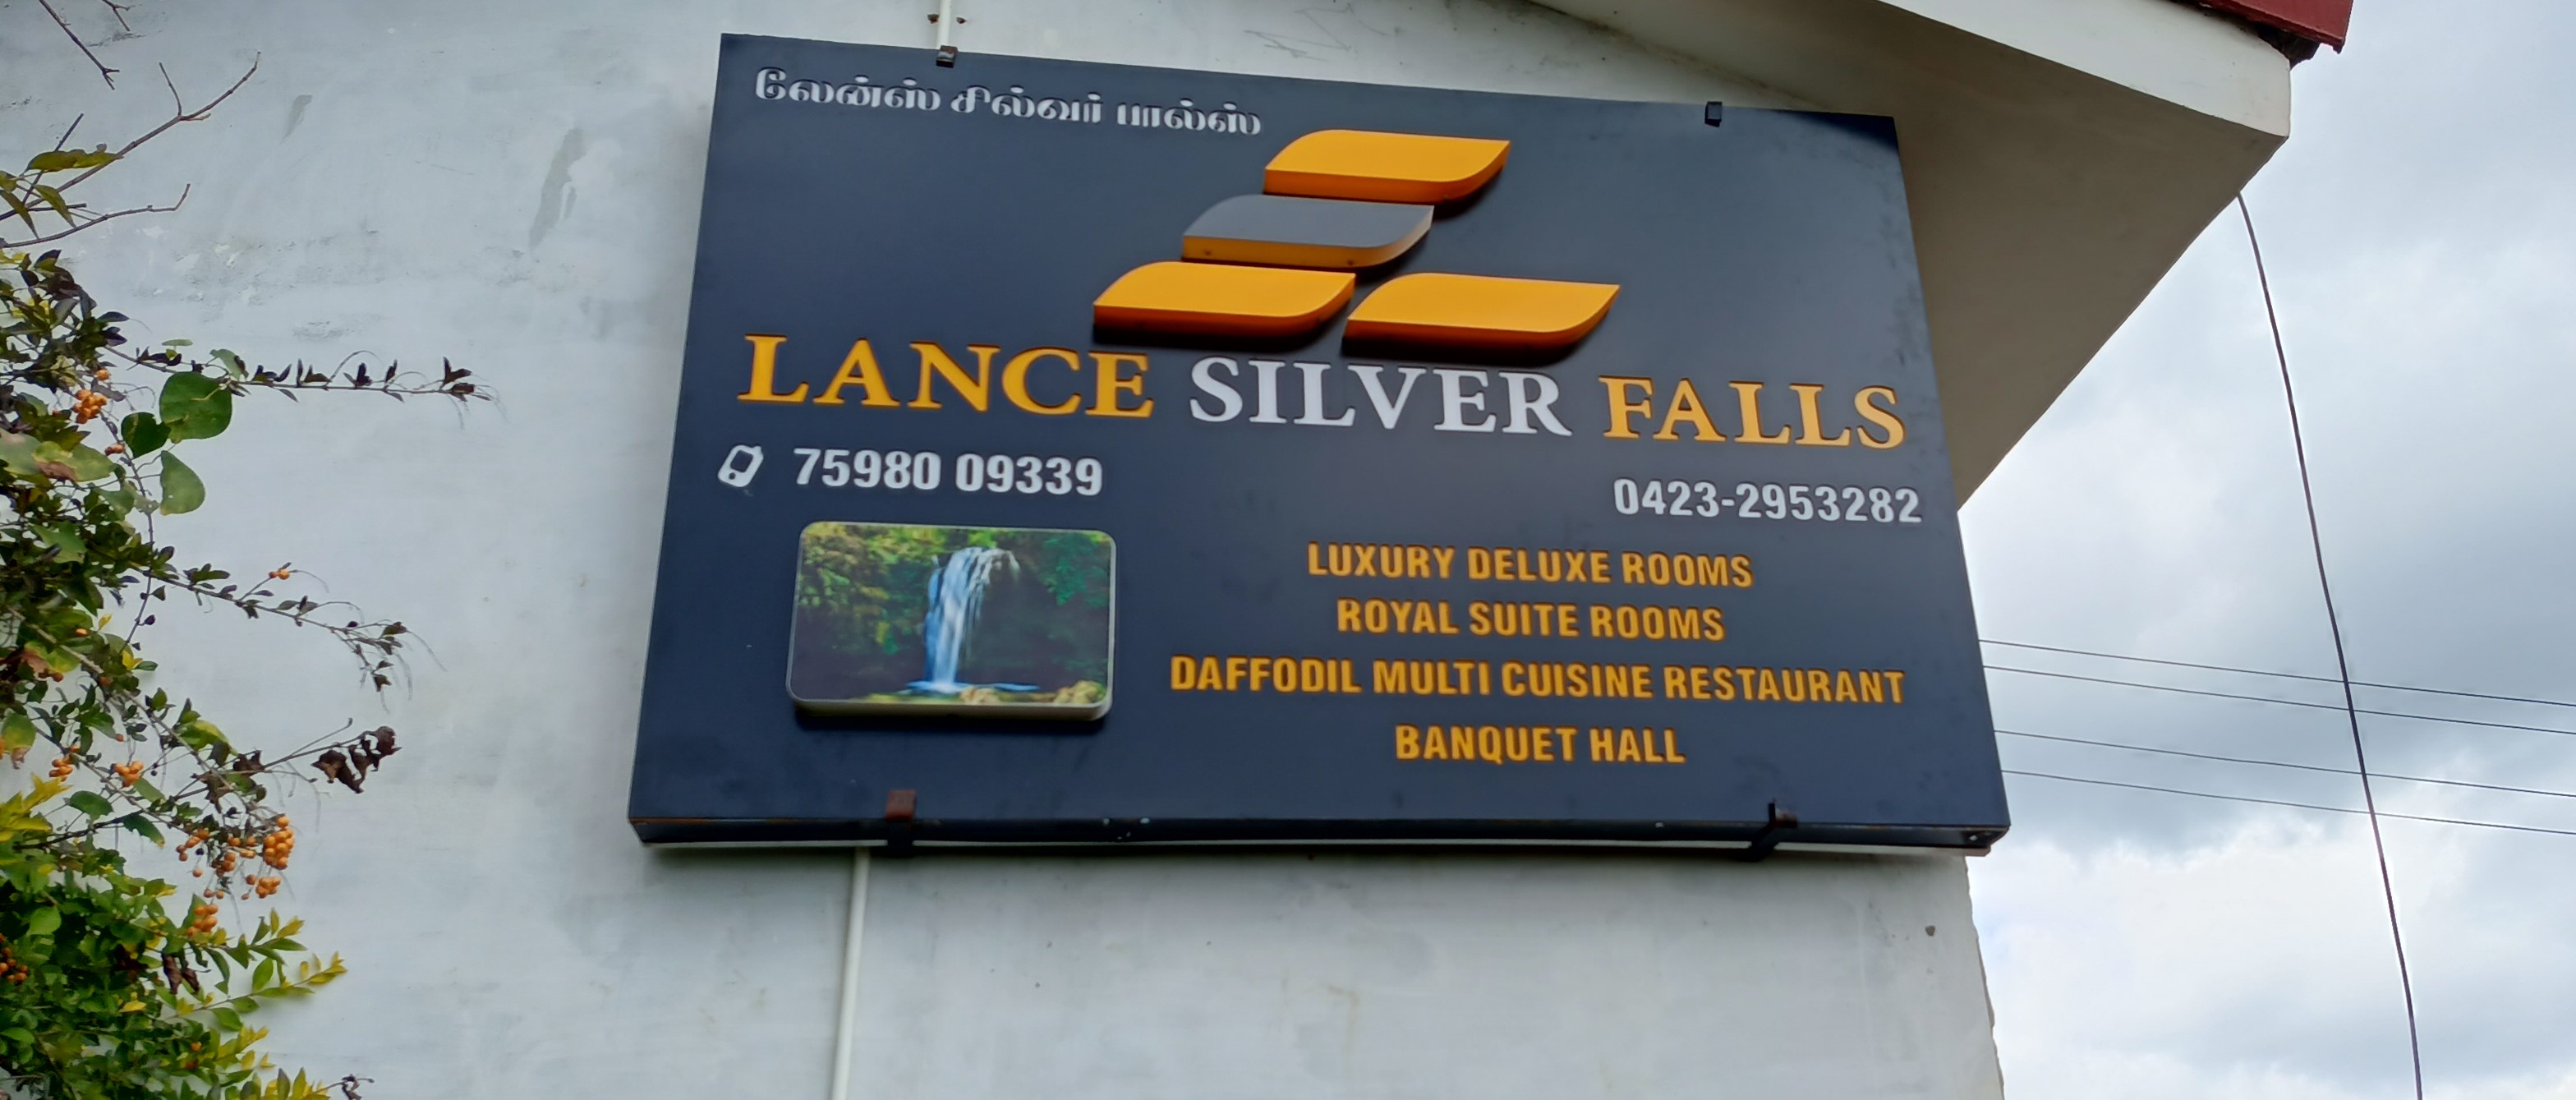 லேன்ஸ் சில்வர் பால்ஸ்
LANCE SILVER FALLS
75980 09339
0423-2953282
LUXURY DELUXE ROOMS
ROYAL SUITE ROOMS
DAFFODIL MULTI CUISINE RESTAURANT
BANQUET HALL